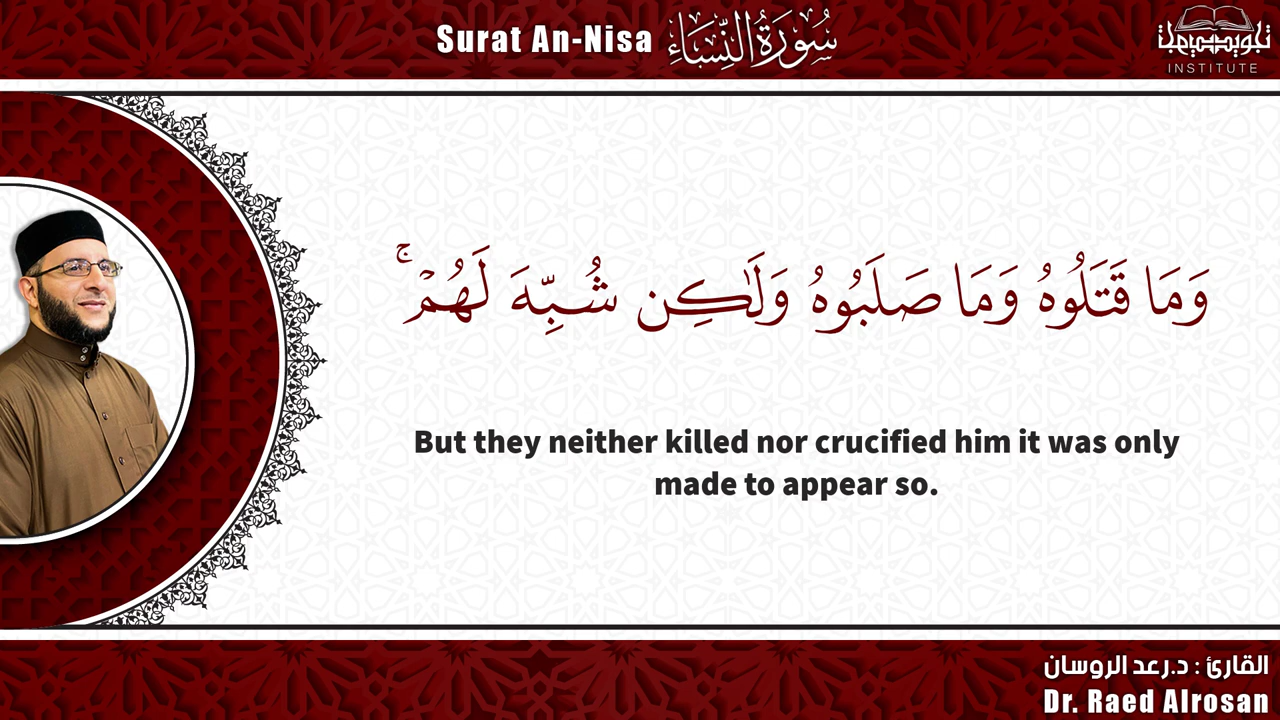 Surat An-Nisa سُورَةُ النِّسَاءِ
INSTITUTE
وَمَا قَتَلُوهُ وَمَا صَلَبُوهُ وَلَٰكِن شُبِّهَ لَهُمْ ۚ
But they neither killed nor crucified him it was only
made to appear so.
القارئ : د.رعد الروسان
Dr. Raed Alrosan